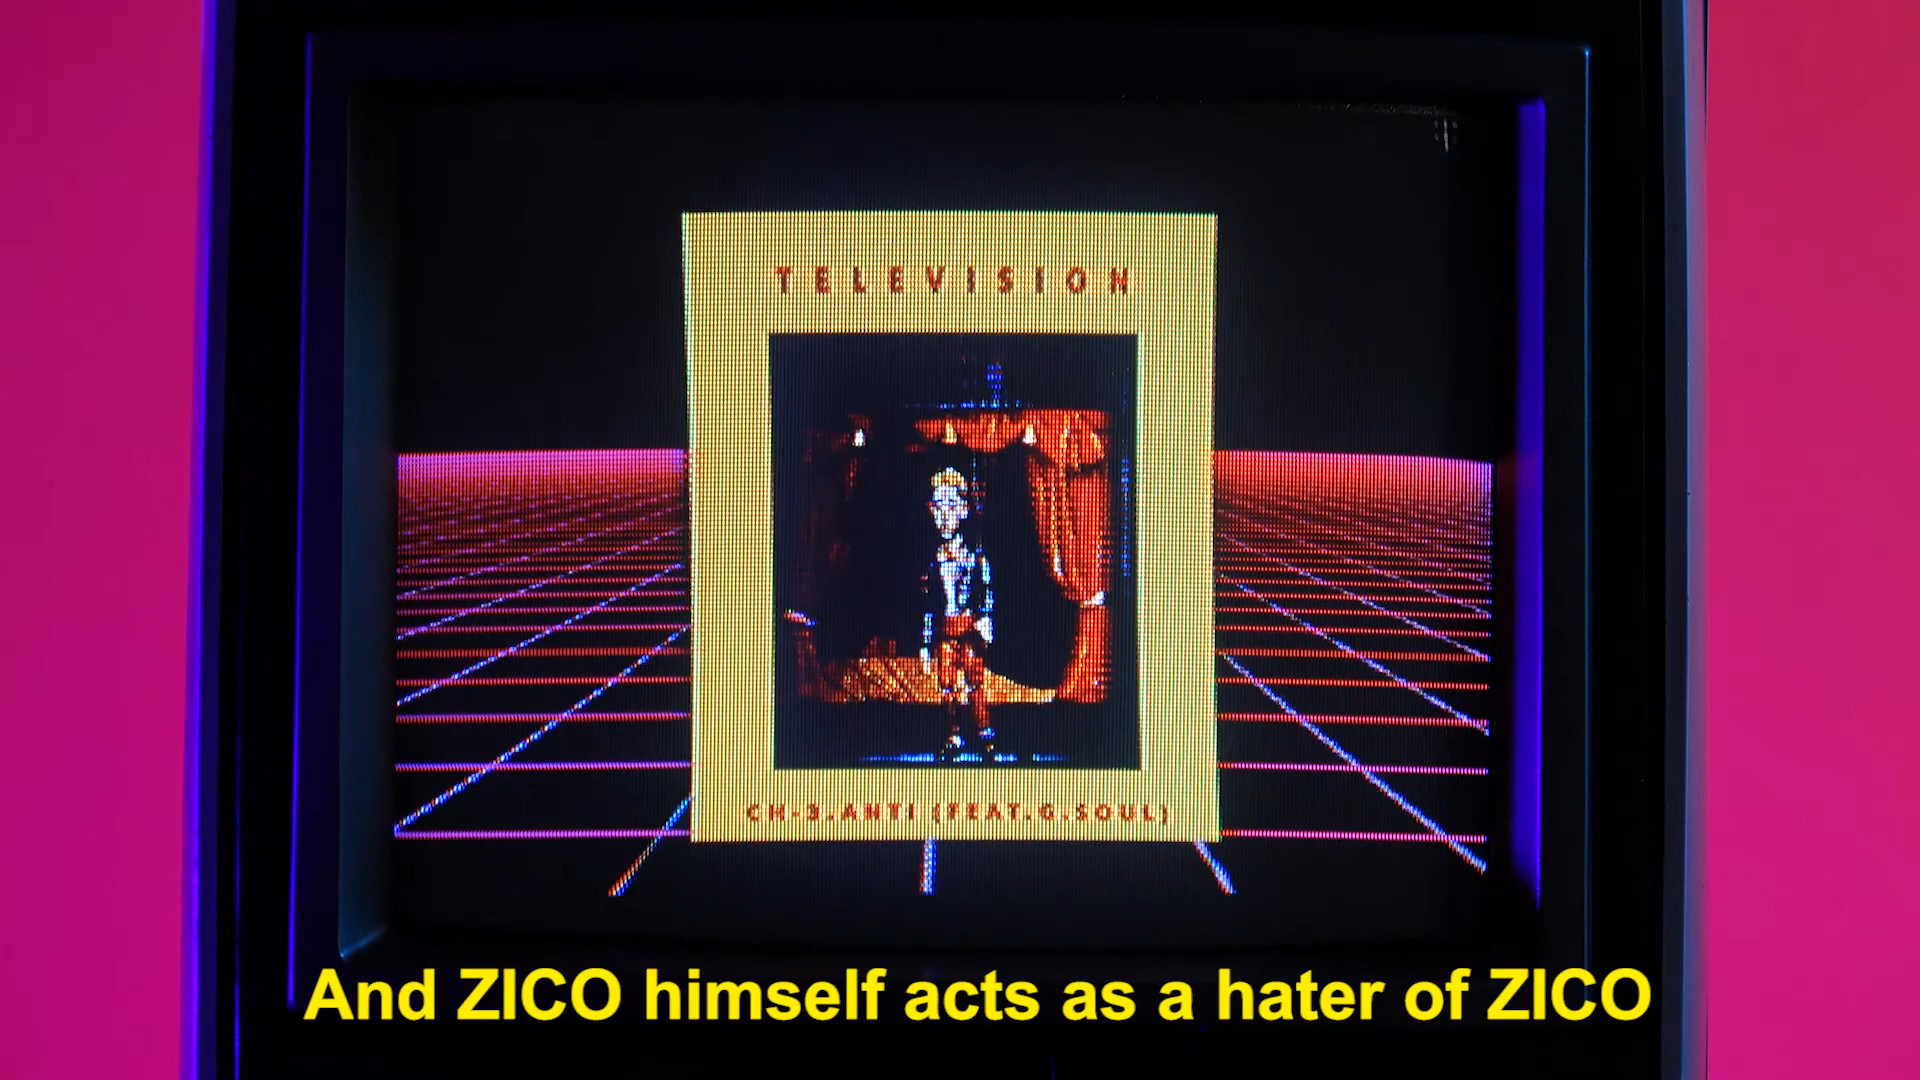 TELEVISION
CH-3.ANTI (FEAT.G.SOUL)
And ZICO himself acts as a hater of ZICO